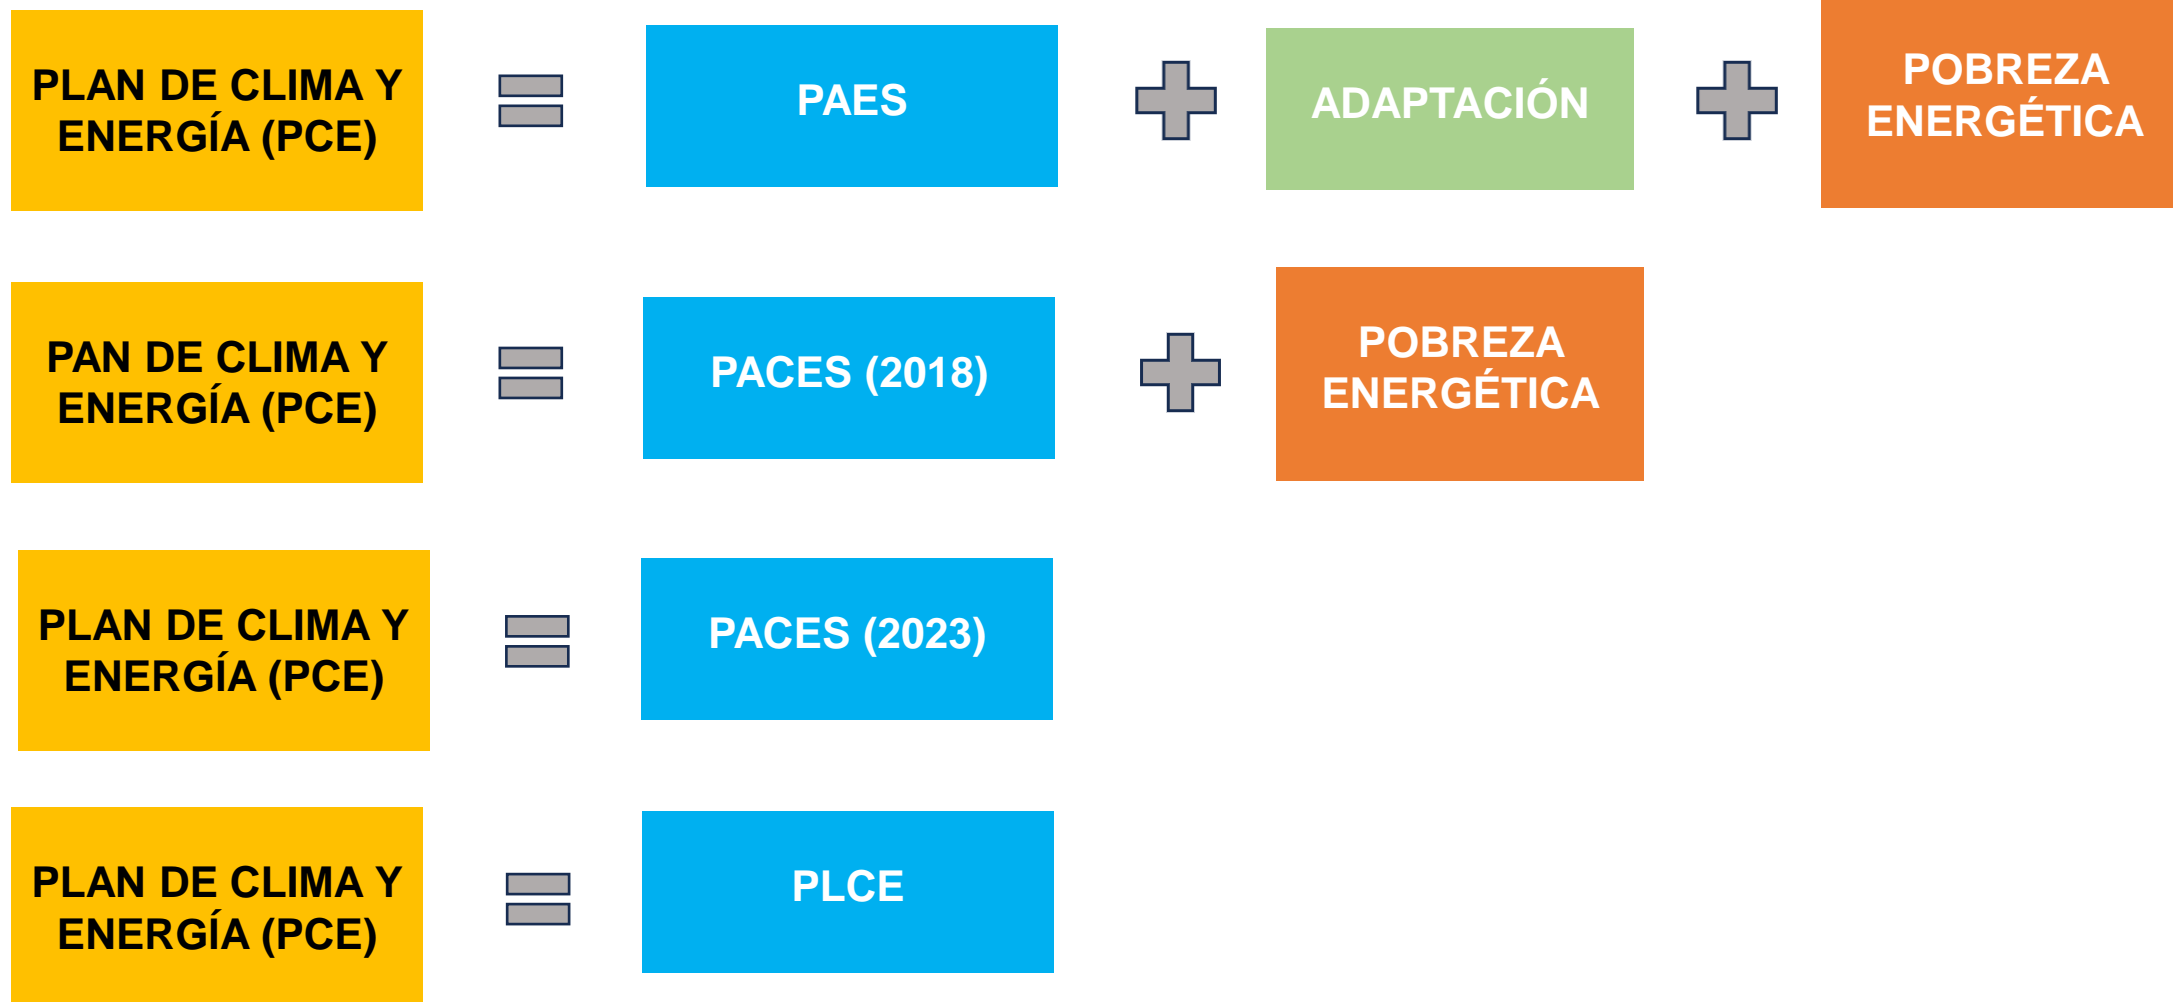 PLAN DE CLIMA Y
ENERGÍA (PCE)
PAES
ADAPTACIÓN
POBREZA
ENERGÉTICA
PAN DE CLIMA Y
ENERGÍA (PCE)
PACES (2018)
POBREZA
ENERGÉTICA
PLAN DE CLIMA Y
ENERGÍA (PCE)
PACES (2023)
PLAN DE CLIMA Y
ENERGÍA (PCE)
PLCE